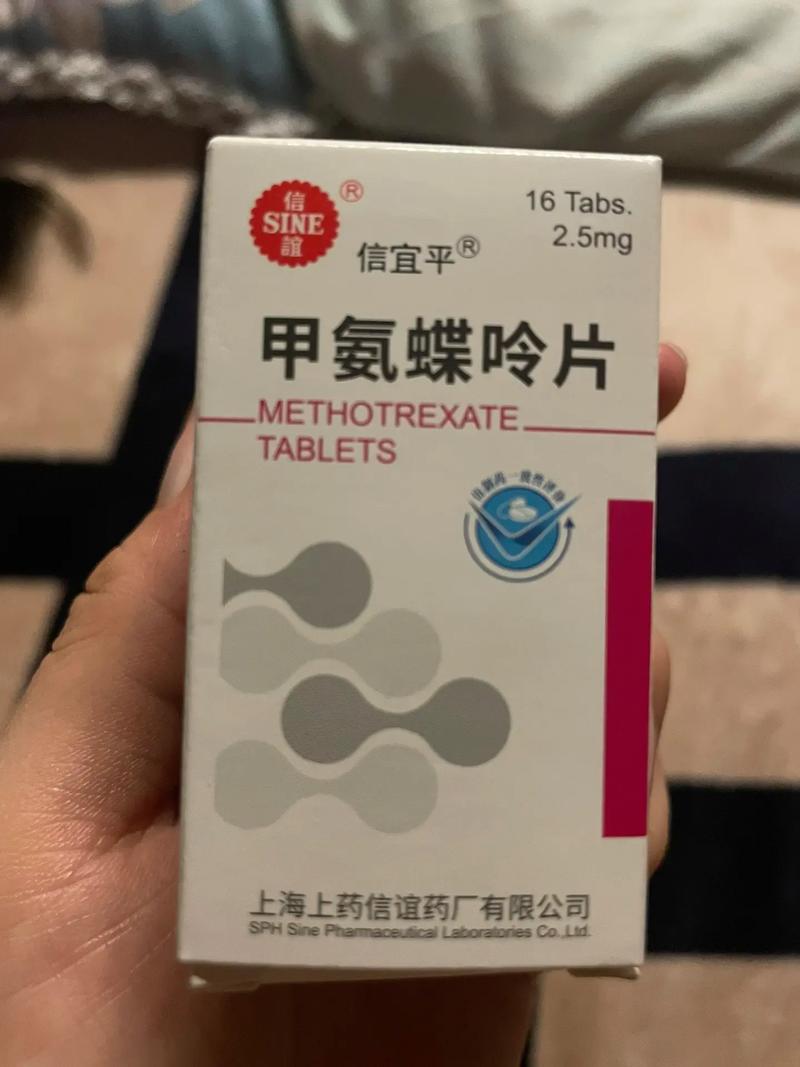 信
SINE
誼
®
信宜平®
16 Tabs.
2.5mg
甲氨蝶呤片
METHOTREXATE
TABLETS
上海上药信谊药厂有限公司
SPH Sine Pharmaceutical Laboratories Co.,Ltd.